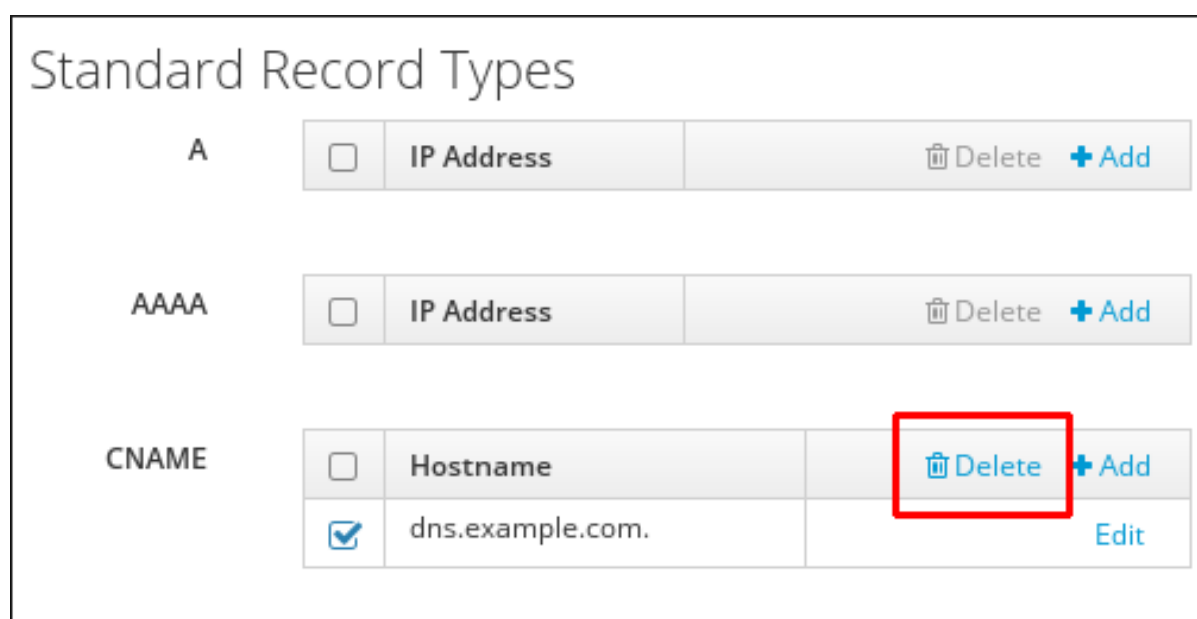 Standard Record Types
A IP Address Delete Add
AAAA IP Address Delete Add
CNAME Hostname Delete Add
dns.example.com. Edit